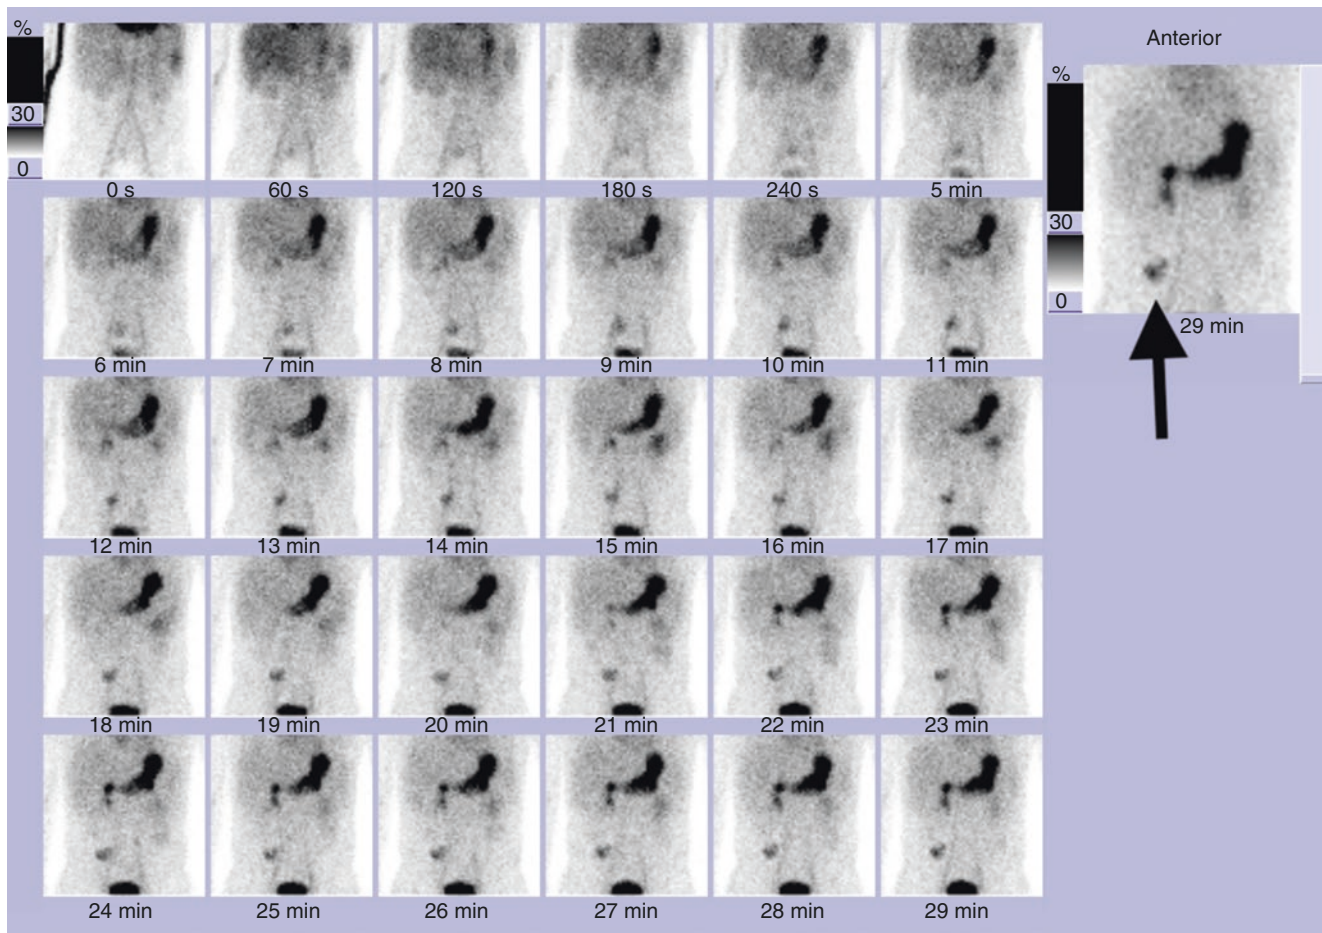 %
30
0
0 s 60 s 120 s 180 s 240 s 5 min
6 min 7 min 8 min 9 min 10 min 11 min
12 min 13 min 14 min 15 min 16 min 17 min
18 min 19 min 20 min 21 min 22 min 23 min
24 min 25 min 26 min 27 min 28 min 29 min
Anterior
%
30
0
29 min